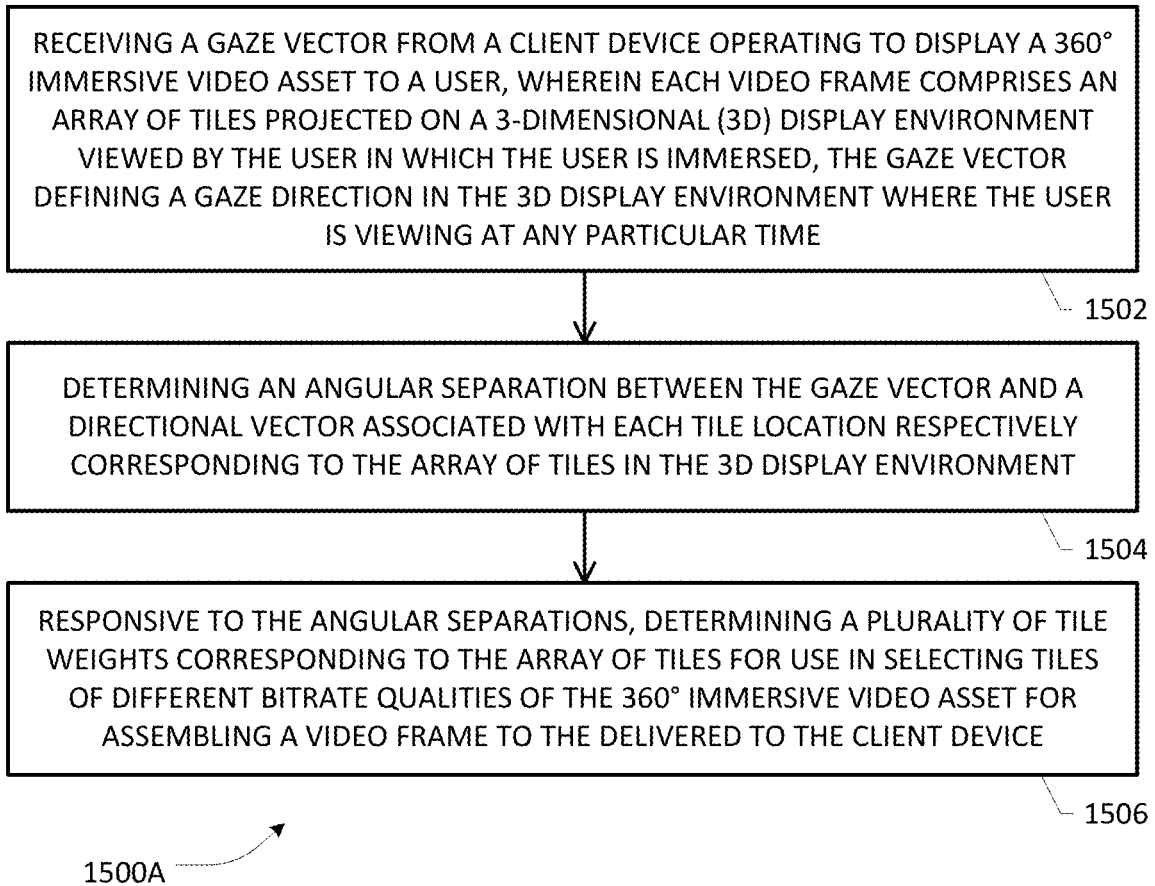 RECEIVING A GAZE VECTOR FROM A CLIENT DEVICE OPERATING TO DISPLAY A 360°
IMMERSIVE VIDEO ASSET TO A USER, WHEREIN EACH VIDEO FRAME COMPRISES AN
ARRAY OF TILES PROJECTED ON A 3-DIMENSIONAL (3D) DISPLAY ENVIRONMENT
VIEWED BY THE USER IN WHICH THE USER IS IMMERSED, THE GAZE VECTOR
DEFINING A GAZE DIRECTION IN THE 3D DISPLAY ENVIRONMENT WHERE THE USER
IS VIEWING AT ANY PARTICULAR TIME
1502
DETERMINING AN ANGULAR SEPARATION BETWEEN THE GAZE VECTOR AND A
DIRECTIONAL VECTOR ASSOCIATED WITH EACH TILE LOCATION RESPECTIVELY
CORRESPONDING TO THE ARRAY OF TILES IN THE 3D DISPLAY ENVIRONMENT
1504
RESPONSIVE TO THE ANGULAR SEPARATIONS, DETERMINING A PLURALITY OF TILE
WEIGHTS CORRESPONDING TO THE ARRAY OF TILES FOR USE IN SELECTING TILES
OF DIFFERENT BITRATE QUALITIES OF THE 360° IMMERSIVE VIDEO ASSET FOR
ASSEMBLING A VIDEO FRAME TO THE DELIVERED TO THE CLIENT DEVICE
1506
1500A